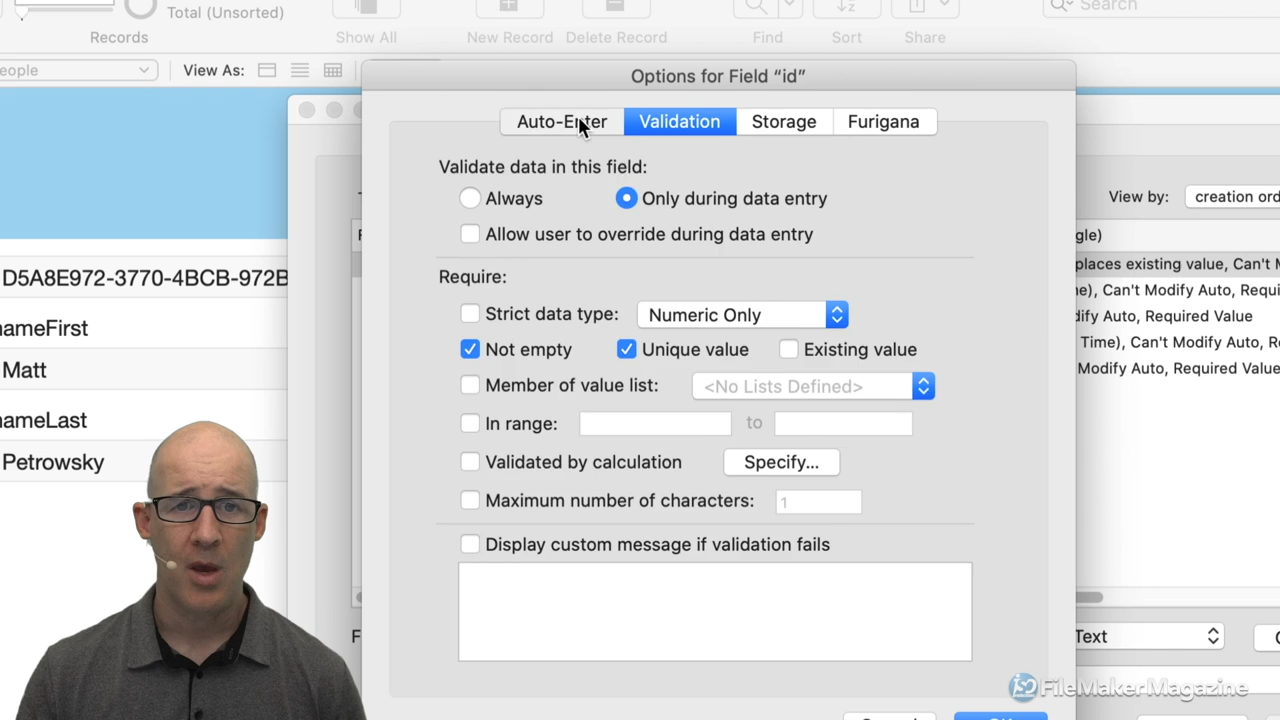 Total (Unsorted)
Search
Records
Show All
New Record
Delete Record
Find
Sort
Share
eople
View As:
Options for Field “id”
Auto-Enter
Validation
Storage
Furigana
Validate data in this field:
Always
Only during data entry
View by:
creation ord
Allow user to override during data entry
gle)
D5A8E972-3770-4BCB-972B
Require:
places existing value, Can't M
me), Can't Modify Auto, Requi
Strict data type:
Numeric Only
dify Auto, Required Value
nameFirst
Not empty
Unique value
Existing value
Time), Can't Modify Auto, R
Matt
Member of value list:
<No Lists Defined>
Modify Auto, Required Value
nameLast
In range:
to
Petrowsky
Validated by calculation
Specify...
Maximum number of characters:
1
Display custom message if validation fails
Text
FileMakerMagazine